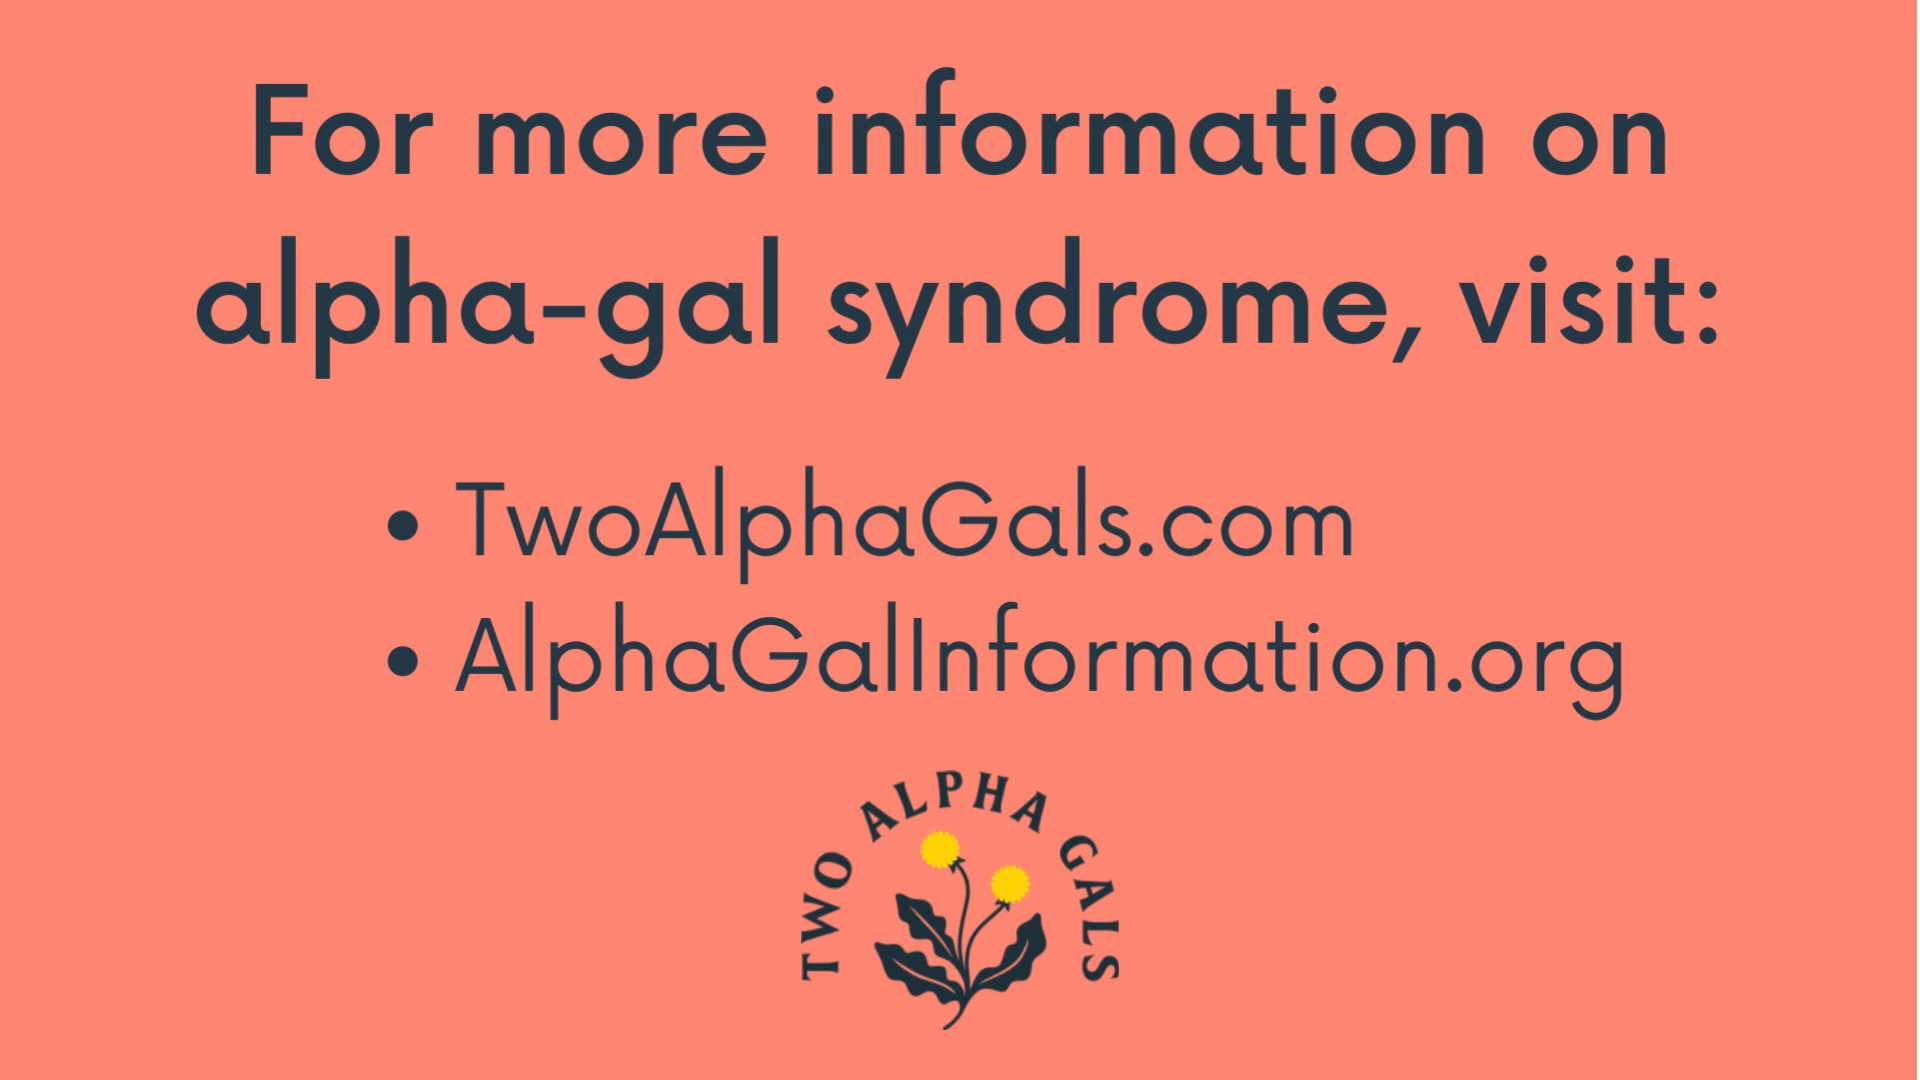 For more information on
alpha-gal syndrome, visit:
• TwoAlphaGals.com
• AlphaGalInformation.org
TWO ALPHA GALS